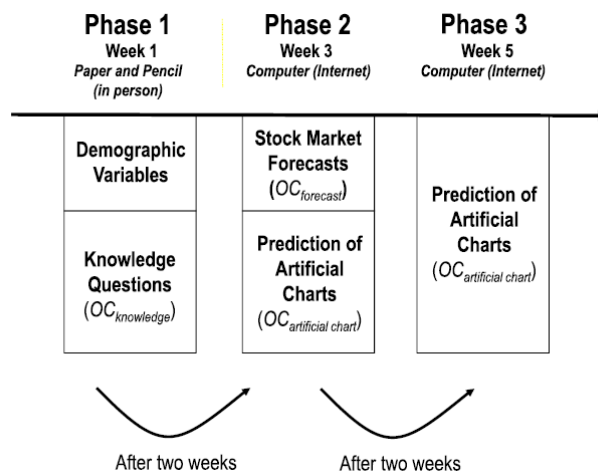 Phase 1
Week 1
Paper and Pencil
(in person)
Phase 2
Week 3
Computer (Internet)
Phase 3
Week 5
Computer (Internet)
Demographic
Variables
Knowledge
Questions
(OCknowledge)
Stock Market
Forecasts
(OCforecast)
Prediction of
Artificial
Charts
(OCartificial chart)
Prediction of
Artificial
Charts
(OCartificial chart)
After two weeks
After two weeks